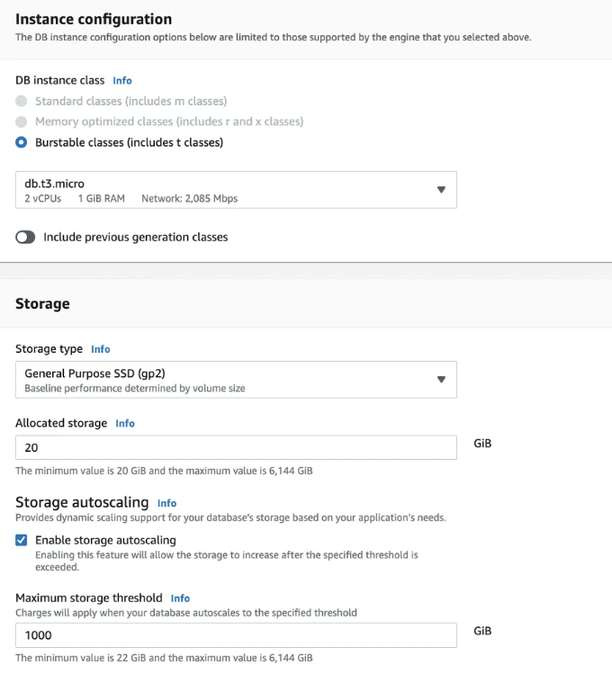 Instance configuration
The DB instance configuration options below are limited to those supported by the engine that you selected above.
DB instance class Info
Standard classes (includes m classes)
Memory optimized classes (includes r and x classes)
Burstable classes (includes t classes)
db.t3.micro
2 vCPUs 1 GiB RAM Network: 2,085 Mbps
Include previous generation classes
Storage
Storage type Info
General Purpose SSD (gp2)
Baseline performance determined by volume size
Allocated storage Info
20 GiB
The minimum value is 20 GiB and the maximum value is 6,144 GiB
Storage autoscaling Info
Provides dynamic scaling support for your database's storage based on your application's needs.
Enable storage autoscaling
Enabling this feature will allow the storage to increase after the specified threshold is
exceeded.
Maximum storage threshold Info
Charges will apply when your database autoscales to the specified threshold
1000 GiB
The minimum value is 22 GiB and the maximum value is 6,144 GiB